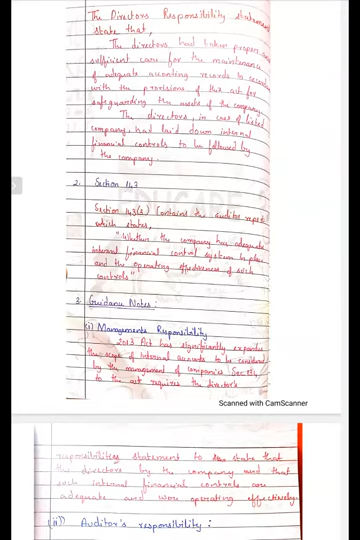 The Directors Responsibility statement
state that,
The directors had taken proper and
sufficient care for the maintenance
of adequate according records to
with the provisions of this act for
safeguarding the assets of the company
The directors, in case of listed
company, had laid down internal
financial controls to be followed by
the company.
2. Section 143
Section 143(3) Contains the auditor report
which states,
"Whether the company has adequate
internal financial control system in place
and the operating effectiveness of such
controls"
3. Guidance Notes:
(i) Managements Responsibility
2013 Act has significantly expanded
the scope of internal accounts to be considered
by the management of companies. Sec 134
to the act requires the director's
Scanned with CamScanner
responsibilities statement to state that
the directors by the company and that
such internal financial controls are
adequate and were operating effectively
(ii) Auditor's responsibility: